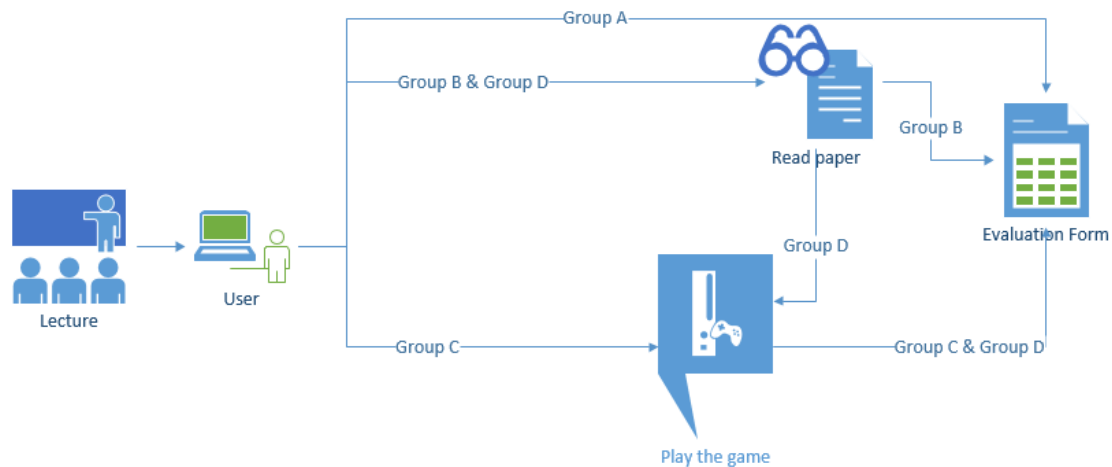 Group A
Group B & Group D
Group B
Read paper
Evaluation Form
Group D
User
Lecture
Group C
Group C & Group D
Play the game